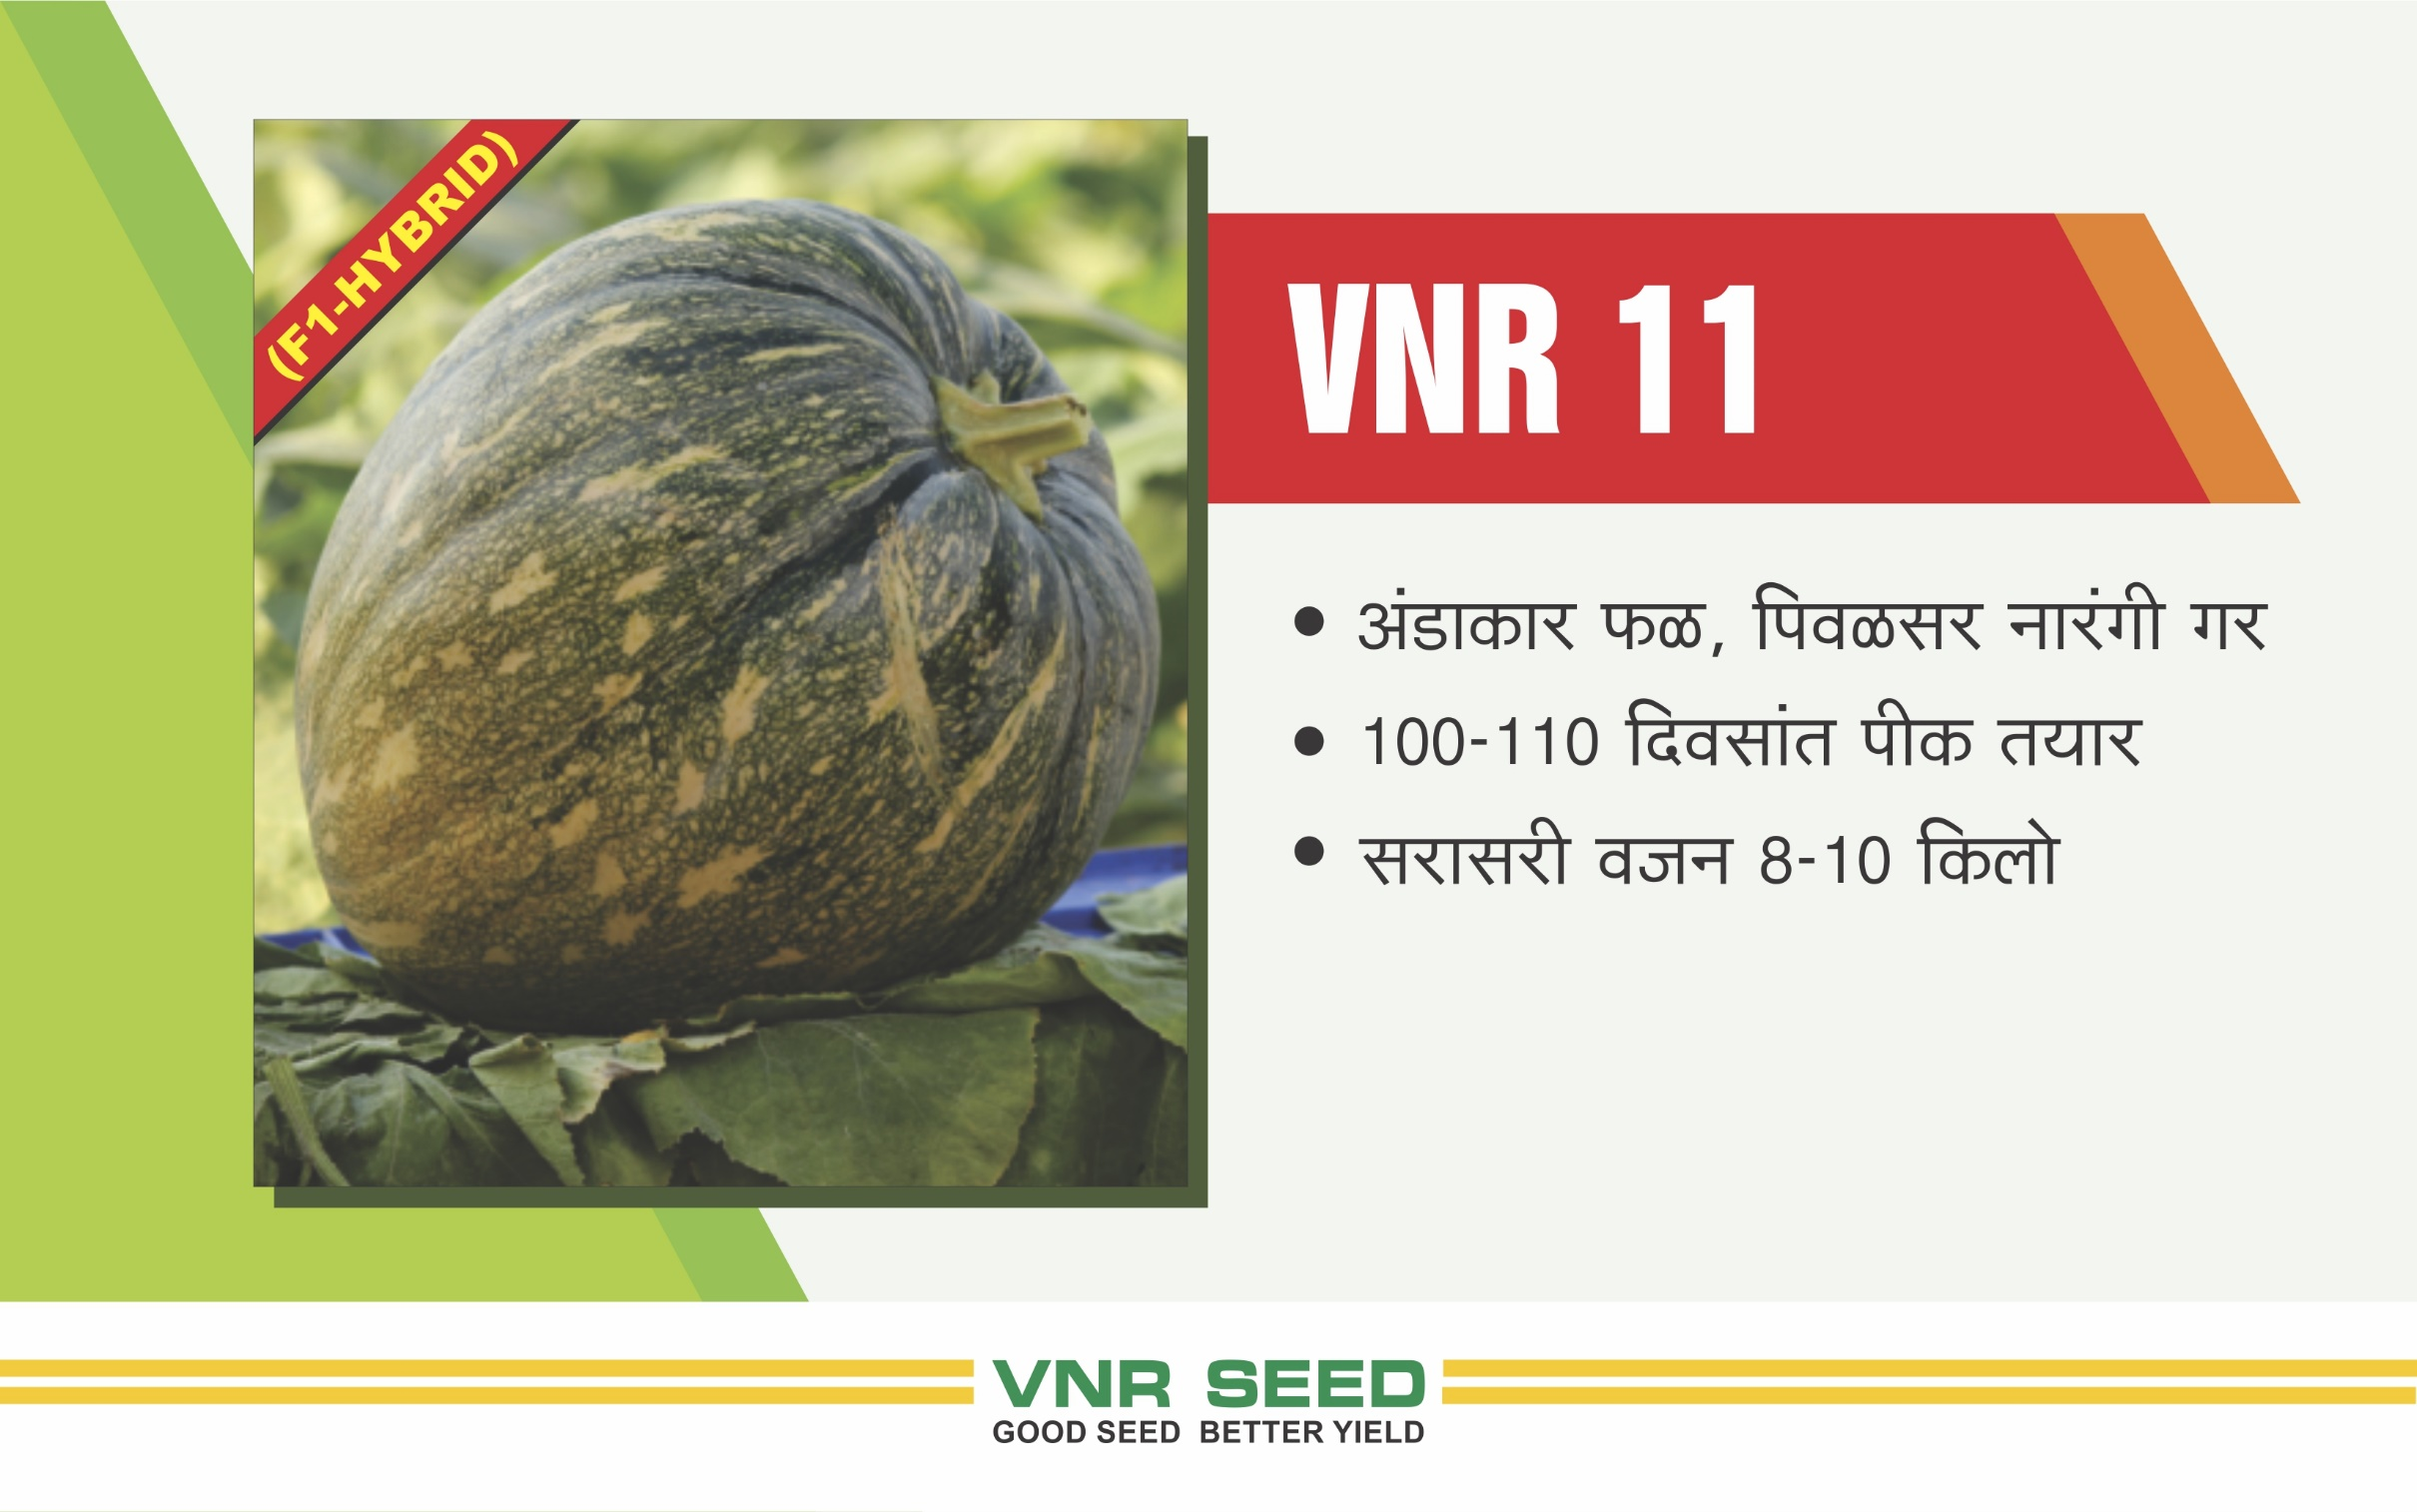 (F1-HYBRID)
VNR 11
• अंडाकार फळ, पिवळसर नारंगी गर
• 100-110 दिवसांत पीक तयार
• सरासरी वजन 8-10 किलो
VNR SEED
GOOD SEED BETTER YIELD